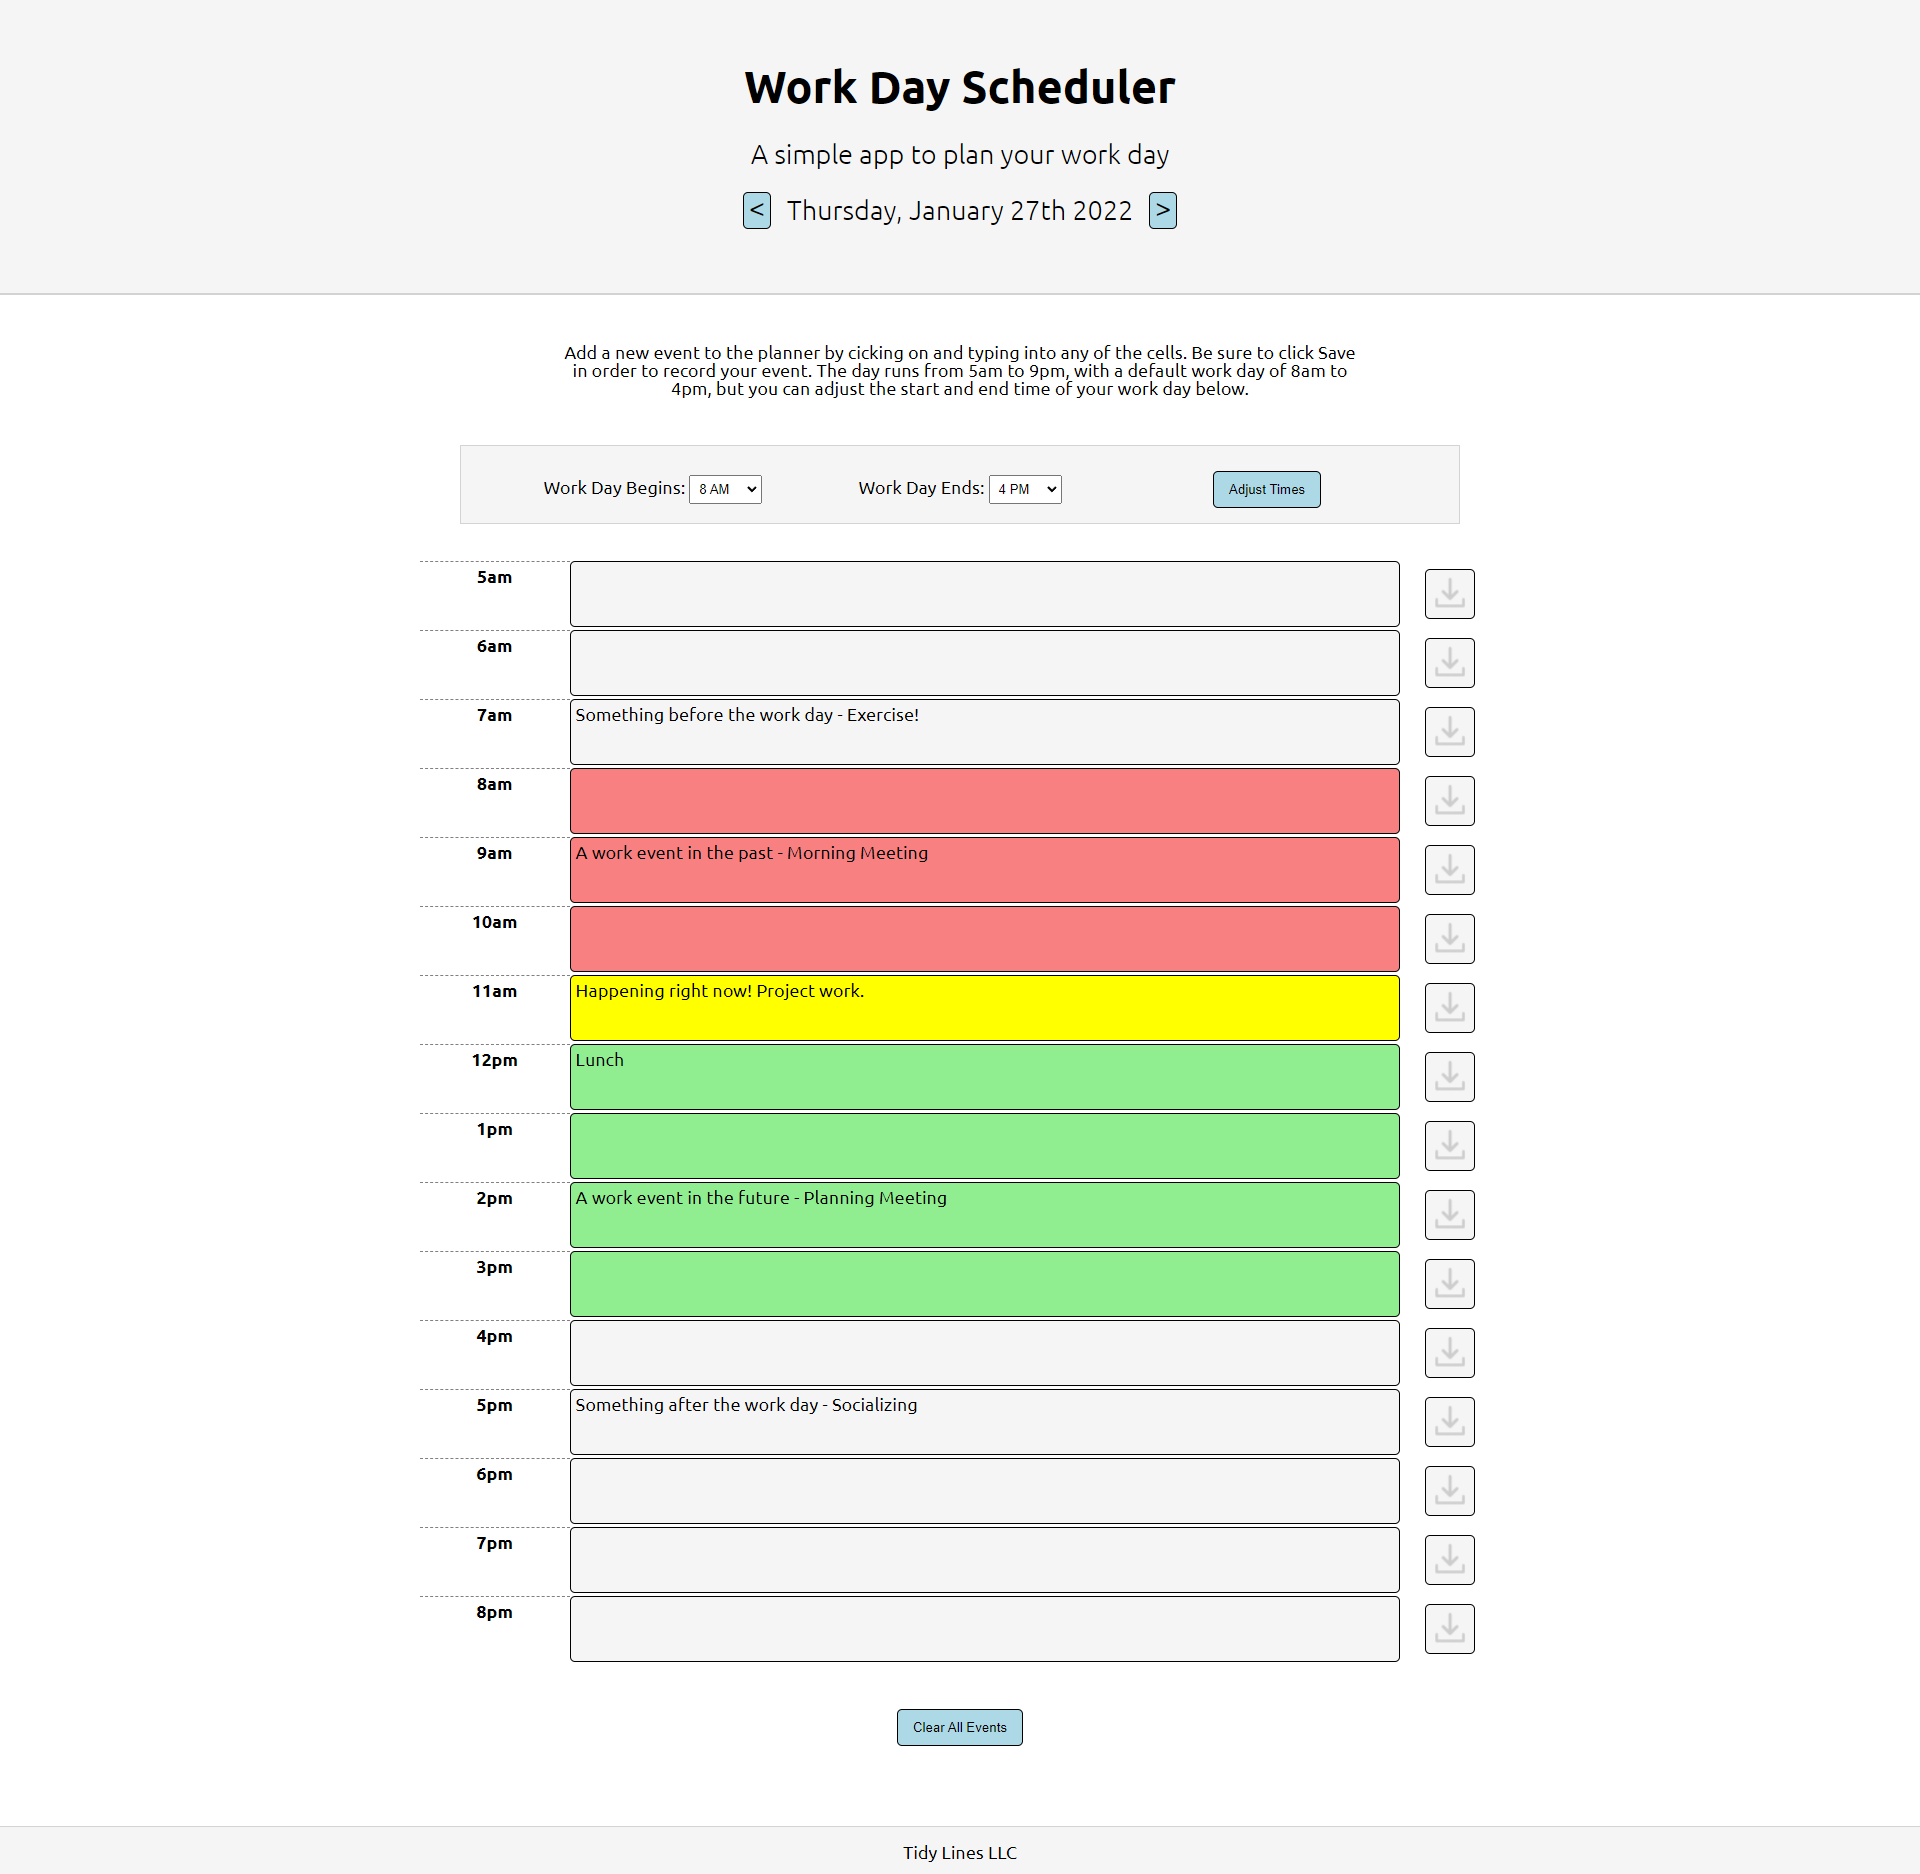 Work Day Scheduler
A simple app to plan your work day
< Thursday, January 27th 2022 >
Add a new event to the planner by cicking on and typing into any of the cells. Be sure to click Save
in order to record your event. The day runs from 5am to 9pm, with a default work day of 8am to
4pm, but you can adjust the start and end time of your work day below.
Work Day Begins: 8 AM Work Day Ends: 4 PM Adjust Times
5am
6am
7am Something before the work day - Exercise!
8am
9am A work event in the past - Morning Meeting
10am
11am Happening right now! Project work.
12pm Lunch
1pm
2pm A work event in the future - Planning Meeting
3pm
4pm
5pm Something after the work day - Socializing
6pm
7pm
8pm
Clear All Events
Tidy Lines LLC